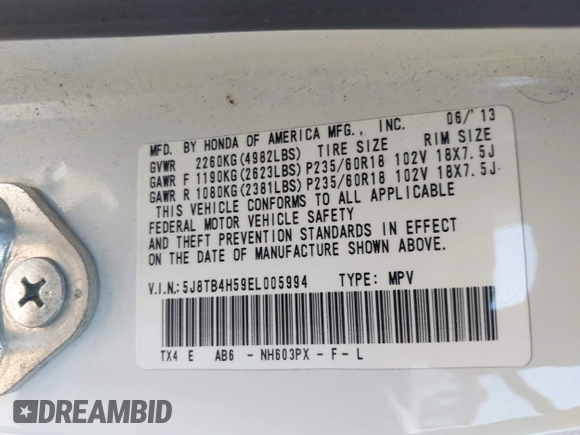 MFD. BY HONDA OF AMERICA MFG., INC. 06/'13
GVWR 2260KG(4982LBS) TIRE SIZE RIM SIZE
GAWR F 1190KG(2623LBS) P235/60R18 102V 18X7.5J
GAWR R 1080KG(2381LBS) P235/60R18 102V 18X7.5J
THIS VEHICLE CONFORMS TO ALL APPLICABLE
FEDERAL MOTOR VEHICLE SAFETY
AND THEFT PREVENTION STANDARDS IN EFFECT
ON THE DATE OF MANUFACTURE SHOWN ABOVE.
V.I.N.:5J8TB4H59EL005994 TYPE: MPV
TX4 E AB6 - NH603PX - F - L
DREAMBID